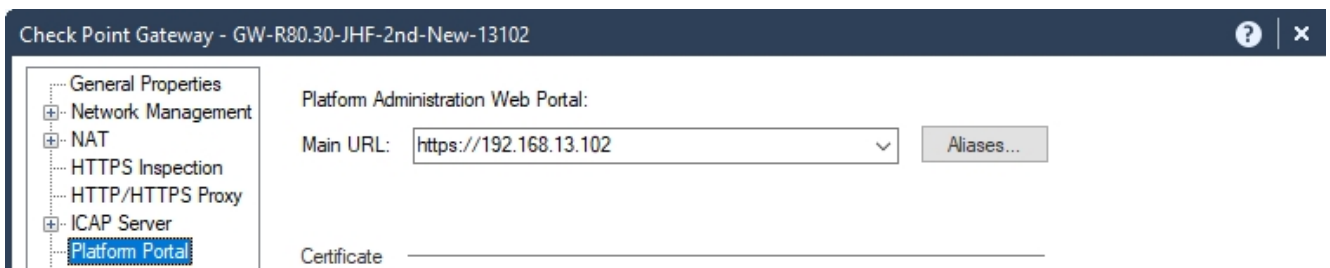 Check Point Gateway - GW-R80.30-JHF-2nd-New-13102
General Properties
Network Management
NAT
HTTPS Inspection
HTTP/HTTPS Proxy
ICAP Server
Platform Portal
Platform Administration Web Portal:
Main URL: https://192.168.13.102 Aliases...
Certificate